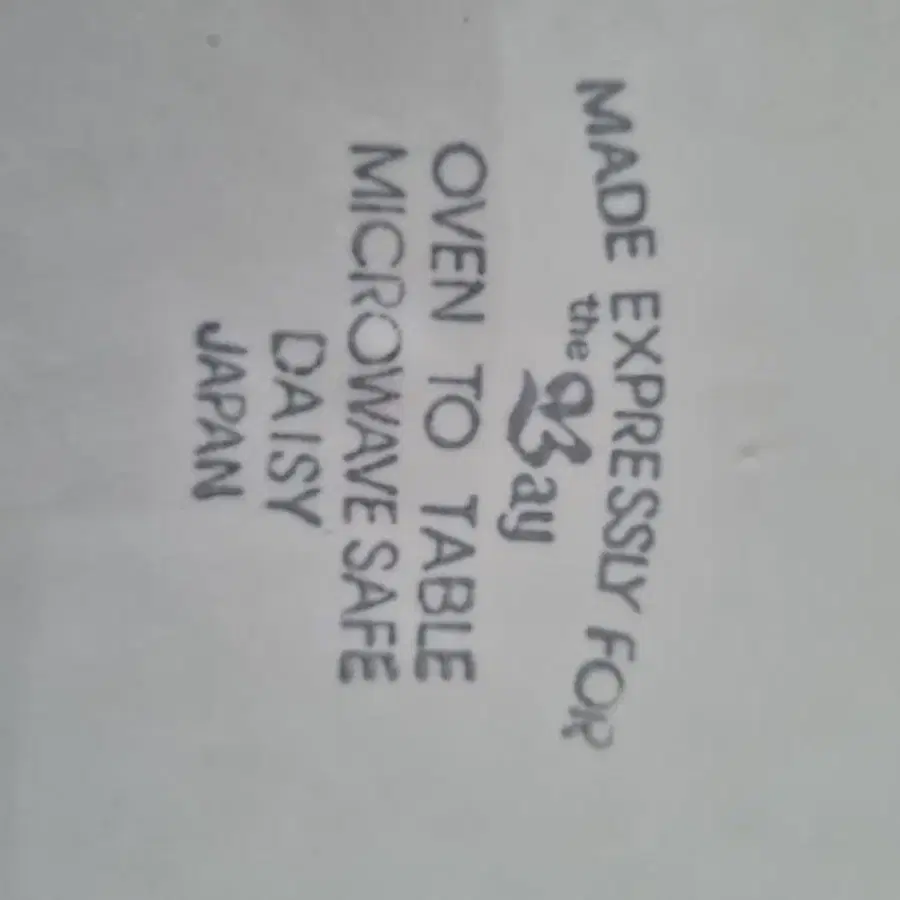 MADE EXPRESSLY FOR
the Bay
OVEN TO TABLE
MICROWAVE SAFE
DAISY
JAPAN